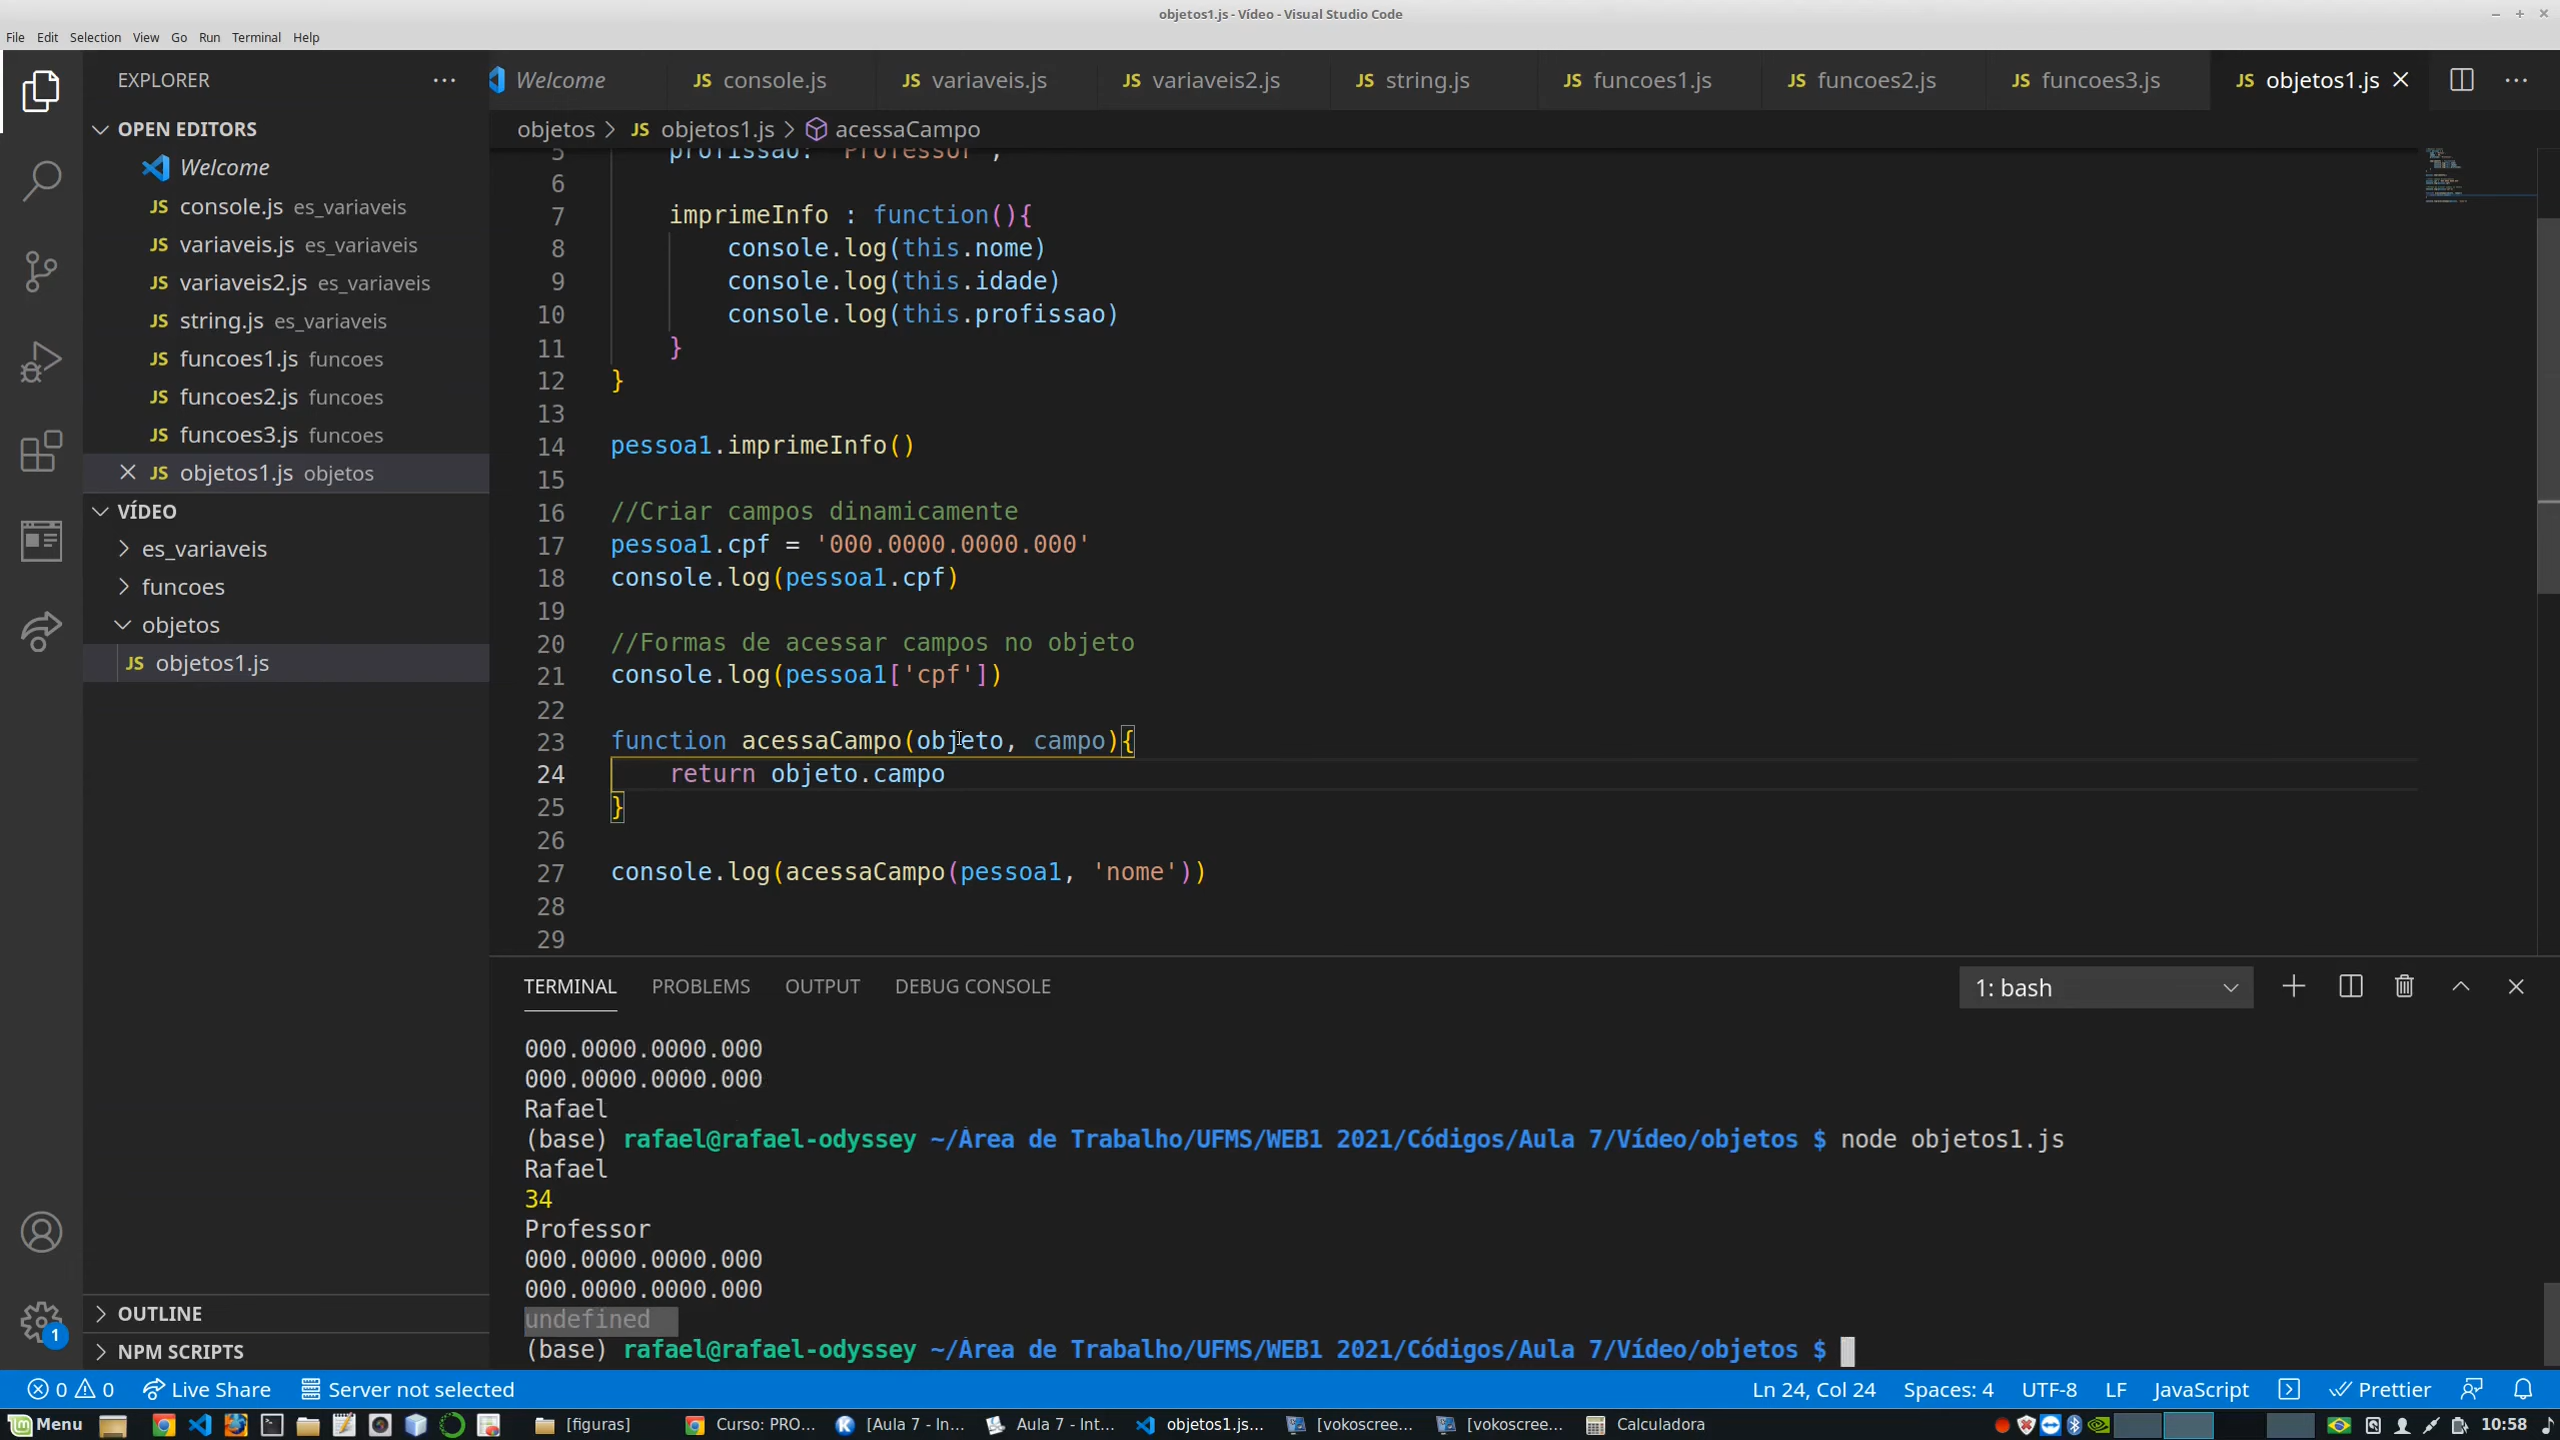 objetos1.js - Vídeo - Visual Studio Code
File Edit Selection View Go Run Terminal Help
EXPLORER
Welcome console.js variaveis.js variaveis2.js string.js funcoes1.js funcoes2.js funcoes3.js objetos1.js
OPEN EDITORS
Welcome
JS console.js es_variaveis
JS variaveis.js es_variaveis
JS variaveis2.js es_variaveis
JS string.js es_variaveis
JS funcoes1.js funcoes
JS funcoes2.js funcoes
JS funcoes3.js funcoes
JS objetos1.js objetos
VÍDEO
es_variaveis
funcoes
objetos
JS objetos1.js
OUTLINE
NPM SCRIPTS
objetos > JS objetos1.js > acessaCampo
5 profissao: 'Professor',
6
7 imprimeInfo : function(){
8 console.log(this.nome)
9 console.log(this.idade)
10 console.log(this.profissao)
11 }
12 }
13
14 pessoa1.imprimeInfo()
15
16 //Criar campos dinamicamente
17 pessoa1.cpf = '000.0000.0000.000'
18 console.log(pessoa1.cpf)
19
20 //Formas de acessar campos no objeto
21 console.log(pessoa1['cpf'])
22
23 function acessaCampo(objeto, campo){
24 return objeto.campo
25 }
26
27 console.log(acessaCampo(pessoa1, 'nome'))
28
29
TERMINAL PROBLEMS OUTPUT DEBUG CONSOLE 1: bash
000.0000.0000.000
000.0000.0000.000
Rafael
(base) rafael@rafael-odyssey ~/Área de Trabalho/UFMS/WEB1 2021/Códigos/Aula 7/Vídeo/objetos $ node objetos1.js
Rafael
34
Professor
000.0000.0000.000
000.0000.0000.000
undefined
(base) rafael@rafael-odyssey ~/Área de Trabalho/UFMS/WEB1 2021/Códigos/Aula 7/Vídeo/objetos $
1
0 0 Live Share Server not selected Ln 24, Col 24 Spaces: 4 UTF-8 LF JavaScript Prettier
Menu [figuras] Curso: PRO... [Aula 7 - In... Aula 7 - Int... objetos1.js... [vokoscree... [vokoscree... Calculadora 10:58